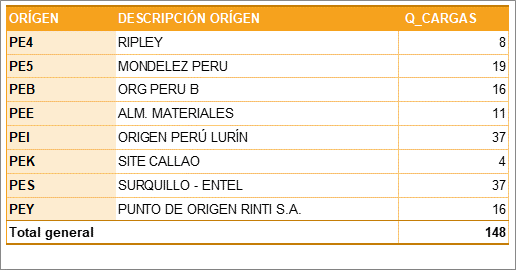 ORÍGEN DESCRIPCIÓN ORÍGEN Q_CARGAS
PE4 RIPLEY 8
PE5 MONDELEZ PERU 19
PEB ORG PERU B 16
PEE ALM. MATERIALES 11
PEI ORIGEN PERÚ LURÍN 37
PEK SITE CALLAO 4
PES SURQUILLO - ENTEL 37
PEY PUNTO DE ORIGEN RINTI S.A. 16
Total general 148